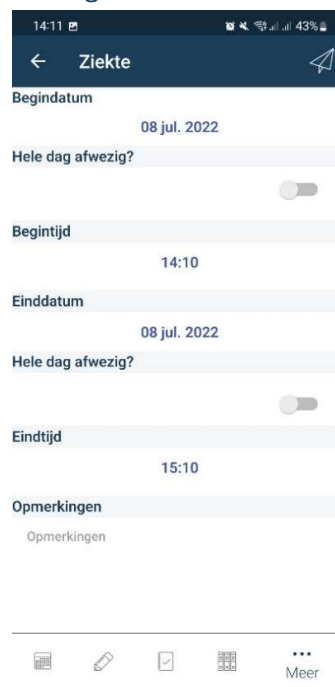 14:11 43%
Ziekte
Begindatum
08 jul. 2022
Hele dag afwezig?
Begintijd
14:10
Einddatum
08 jul. 2022
Hele dag afwezig?
Eindtijd
15:10
Opmerkingen
Opmerkingen
Meer